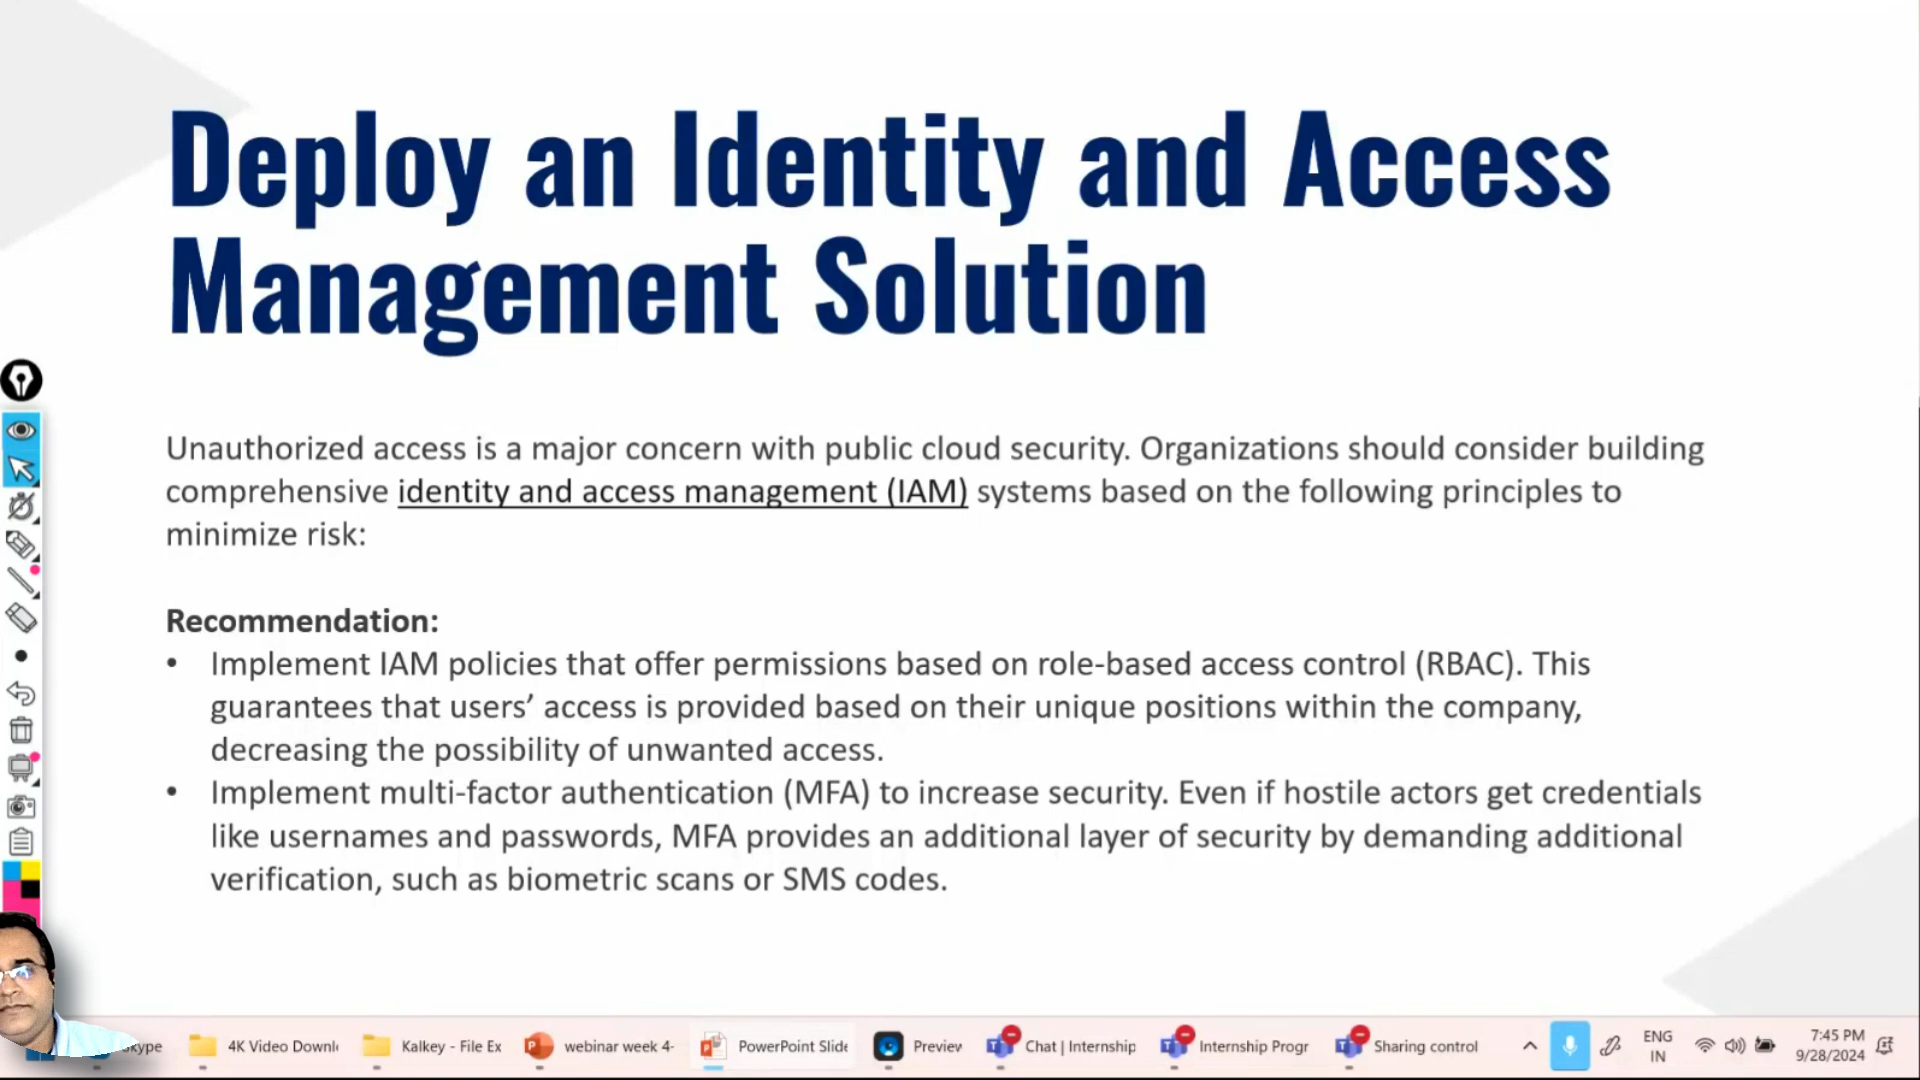 Deploy an Identity and Access
Management Solution
Unauthorized access is a major concern with public cloud security. Organizations should consider building
comprehensive identity and access management (IAM) systems based on the following principles to
minimize risk:
Recommendation:
• Implement IAM policies that offer permissions based on role-based access control (RBAC). This
guarantees that users’ access is provided based on their unique positions within the company,
decreasing the possibility of unwanted access.
• Implement multi-factor authentication (MFA) to increase security. Even if hostile actors get credentials
like usernames and passwords, MFA provides an additional layer of security by demanding additional
verification, such as biometric scans or SMS codes.
kype
4K Video Downl
Kalkey - File Ex
webinar week 4-
PowerPoint Slide
Preview
Chat | Internship
Internship Progr
Sharing control
ENG
IN
7:45 PM
9/28/2024